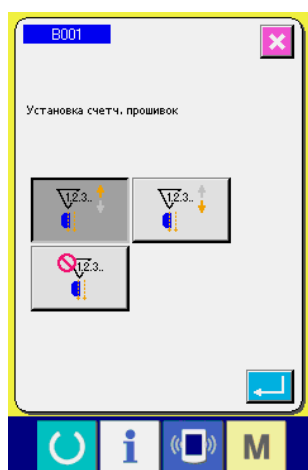 B001
Установка счетч. прошивок
1.2.3.. 1.2.3..
1.2.3..
i M